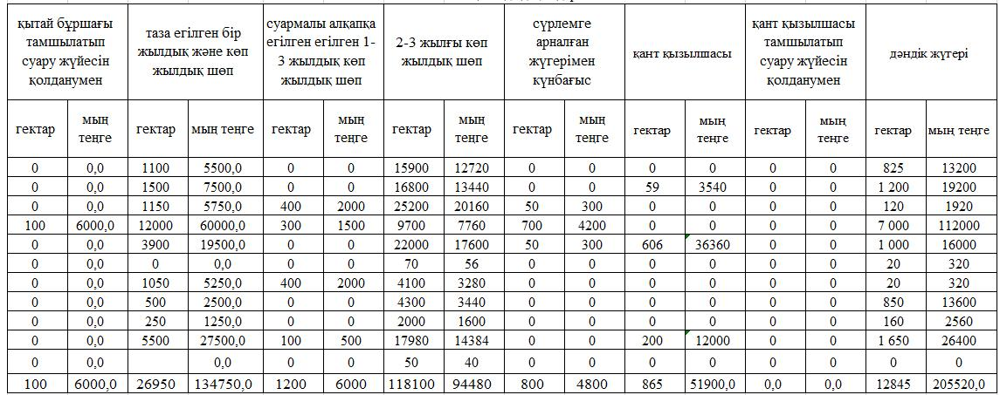 қытай бұршағы тамшылатып суару жүйесін қолданумен | таза егілген бір жылдық және көп жылдық шөп | суармалы алқапқа егілген егілген 1-3 жылдық көп жылдық шөп | 2-3 жылғы көп жылдық шөп | сүрлемге арналған жүгерімен күнбағыс | қант қызылшасы | қант қызылшасы тамшылатып суару жүйесін қолданумен | дәндік жүгері
гектар | мың теңге | гектар | мың теңге | гектар | мың теңге | гектар | мың теңге | гектар | мың теңге | гектар | мың теңге | гектар | мың теңге | гектар | мың теңге
0 | 0,0 | 1100 | 5500,0 | 0 | 0 | 15900 | 12720 | 0 | 0 | 0 | 0 | 0 | 0 | 825 | 13200
0 | 0,0 | 1500 | 7500,0 | 0 | 0 | 16800 | 13440 | 0 | 0 | 59 | 3540 | 0 | 0 | 1 200 | 19200
0 | 0,0 | 1150 | 5750,0 | 400 | 2000 | 25200 | 20160 | 50 | 300 | 0 | 0 | 0 | 0 | 120 | 1920
100 | 6000,0 | 12000 | 60000,0 | 300 | 1500 | 9700 | 7760 | 700 | 4200 | 0 | 0 | 0 | 0 | 7 000 | 112000
0 | 0,0 | 3900 | 19500,0 | 0 | 0 | 22000 | 17600 | 50 | 300 | 606 | 36360 | 0 | 0 | 1 000 | 16000
0 | 0,0 | 0 | 0,0 | 0 | 0 | 70 | 56 | 0 | 0 | 0 | 0 | 0 | 0 | 20 | 320
0 | 0,0 | 1050 | 5250,0 | 400 | 2000 | 4100 | 3280 | 0 | 0 | 0 | 0 | 0 | 0 | 20 | 320
0 | 0,0 | 500 | 2500,0 | 0 | 0 | 4300 | 3440 | 0 | 0 | 0 | 0 | 0 | 0 | 850 | 13600
0 | 0,0 | 250 | 1250,0 | 0 | 0 | 2000 | 1600 | 0 | 0 | 0 | 0 | 0 | 0 | 160 | 2560
0 | 0,0 | 5500 | 27500,0 | 100 | 500 | 17980 | 14384 | 0 | 0 | 200 | 12000 | 0 | 0 | 1 650 | 26400
0 | 0,0 | | 0,0 | 0 | 0 | 50 | 40 | 0 | 0 | 0 | 0 | 0 | 0 | 0 | 0
100 | 6000,0 | 26950 | 134750,0 | 1200 | 6000 | 118100 | 94480 | 800 | 4800 | 865 | 51900,0 | 0,0 | 0,0 | 12845 | 205520,0